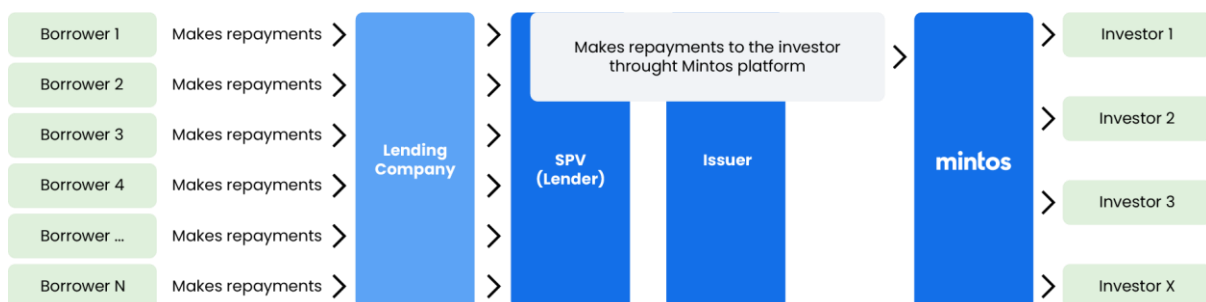 Borrower 1 Makes repayments
Borrower 2 Makes repayments
Borrower 3 Makes repayments
Borrower 4 Makes repayments
Borrower ... Makes repayments
Borrower N Makes repayments
Lending
Company
SPV
(Lender)
Issuer
Makes repayments to the investor
throught Mintos platform
mintos
Investor 1
Investor 2
Investor 3
Investor X